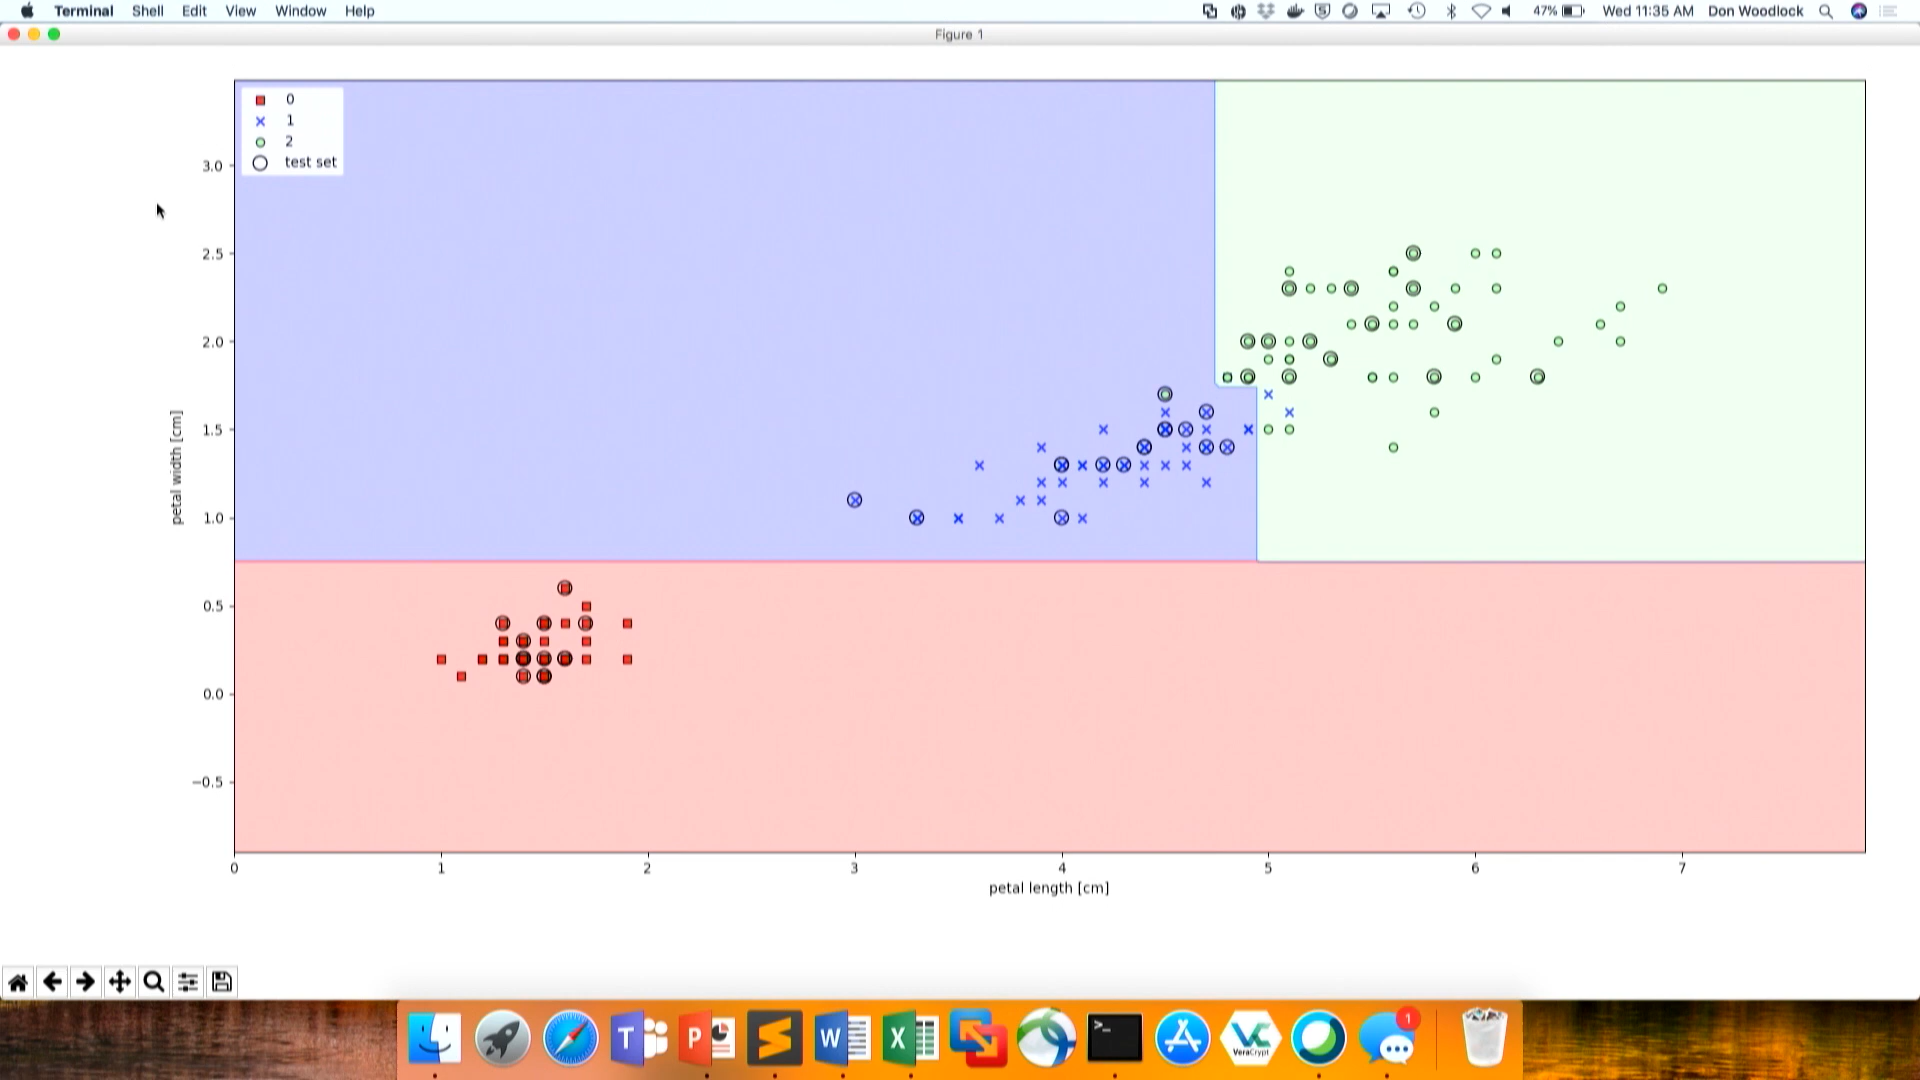 Terminal Shell Edit View Window Help 47% Wed 11:35 AM Don Woodlock
Figure 1
0
1
2
test set
3.0
2.5
2.0
1.5
1.0
0.5
0.0
−0.5
petal width [cm]
0 1 2 3 4 5 6 7
petal length [cm]
T P W X >_ VC VeraCrypt 1